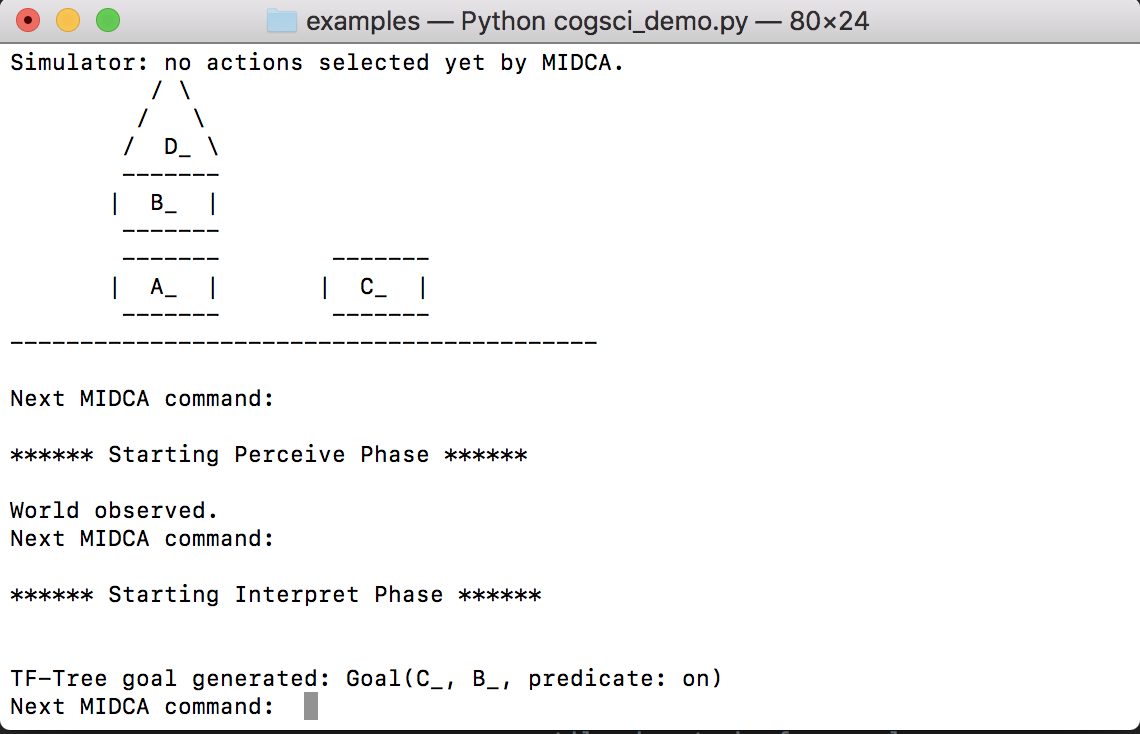 examples — Python cogsci_demo.py — 80×24
Simulator: no actions selected yet by MIDCA.
          / \
         /   \
        /  D_ \
        -------
       |  B_  |
        -------
        -------        -------
       |  A_  |       |  C_  |
        -------        -------
------------------------------------------
Next MIDCA command:
****** Starting Perceive Phase ******
World observed.
Next MIDCA command:
****** Starting Interpret Phase ******
TF-Tree goal generated: Goal(C_, B_, predicate: on)
Next MIDCA command: